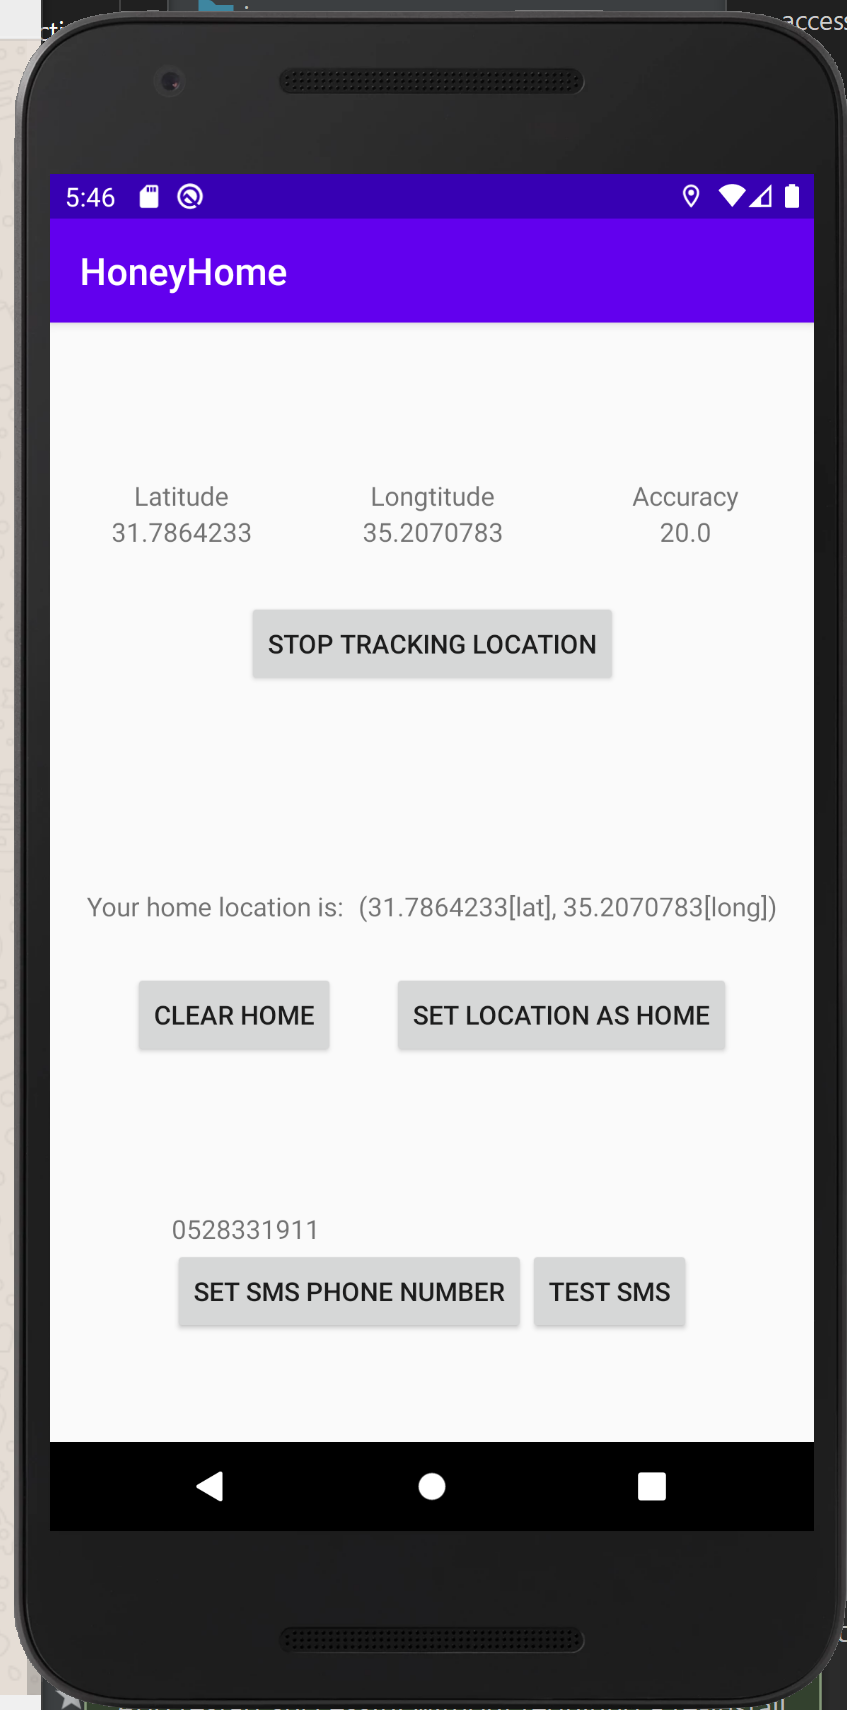 access
5:46
HoneyHome
Latitude Longtitude Accuracy
31.7864233 35.2070783 20.0
STOP TRACKING LOCATION
Your home location is: (31.7864233[lat], 35.2070783[long])
CLEAR HOME SET LOCATION AS HOME
0528331911
SET SMS PHONE NUMBER TEST SMS